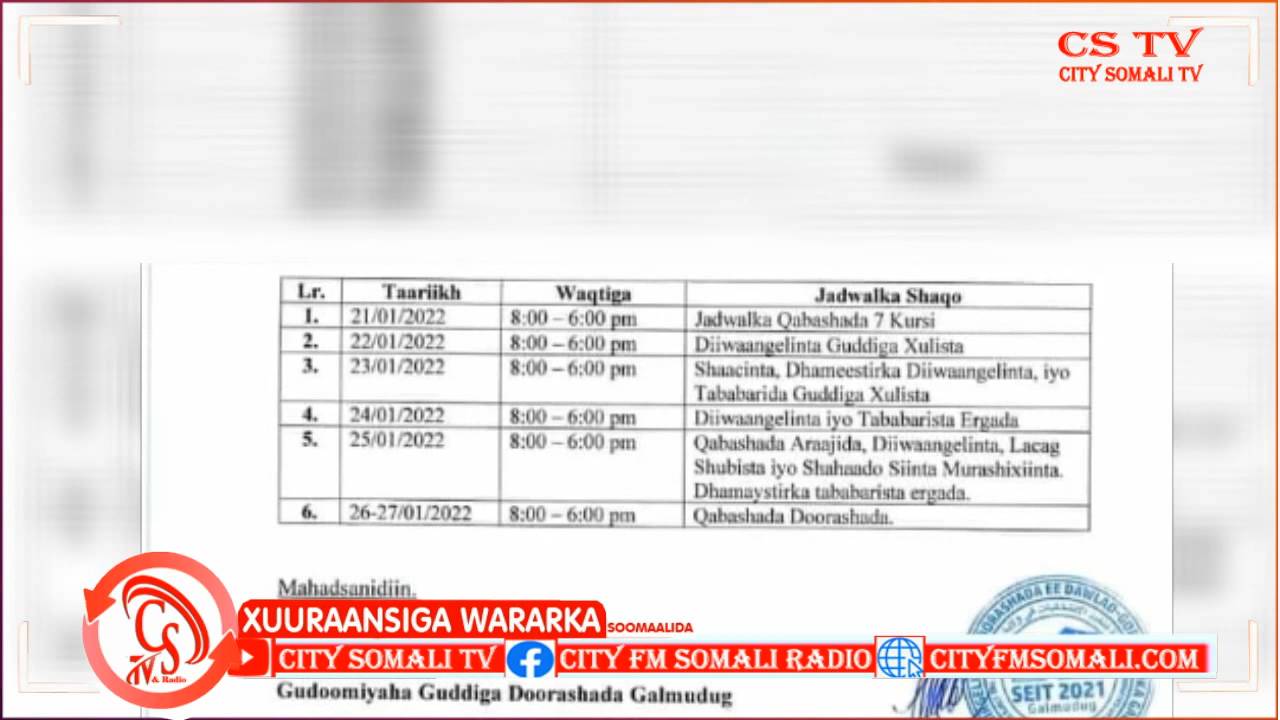 CS TV
CITY SOMALI TV
Lr. Taariikh Waqtiga Jadwalka Shaqo
1. 21/01/2022 8:00 – 6:00 pm Jadwalka Qabashada 7 Kursi
2. 22/01/2022 8:00 – 6:00 pm Diiwaangelinta Guddiga Xulista
3. 23/01/2022 8:00 – 6:00 pm Shaacinta, Dhameestirka Diiwaangelinta, iyo
Tababarida Guddiga Xulista
4. 24/01/2022 8:00 – 6:00 pm Diiwaangelinta iyo Tababarista Ergada
5. 25/01/2022 8:00 – 6:00 pm Qabashada Araajida, Diiwaangelinta, Lacag
Shubista iyo Shahaado Siinta Murashixiinta.
Dhamaystirka tababarista ergada.
6. 26-27/01/2022 8:00 – 6:00 pm Qabashada Doorashada.
Mahadsanidiin.
XUURAANSIGA WARARKA SOOMAALIDA
CITY SOMALI TV CITY FM SOMALI RADIO CITYFMSOMALI.COM
CS
TV & Radio
Gudoomiyaha Guddiga Doorashada Galmudug
SEIT 2021
Galmudug